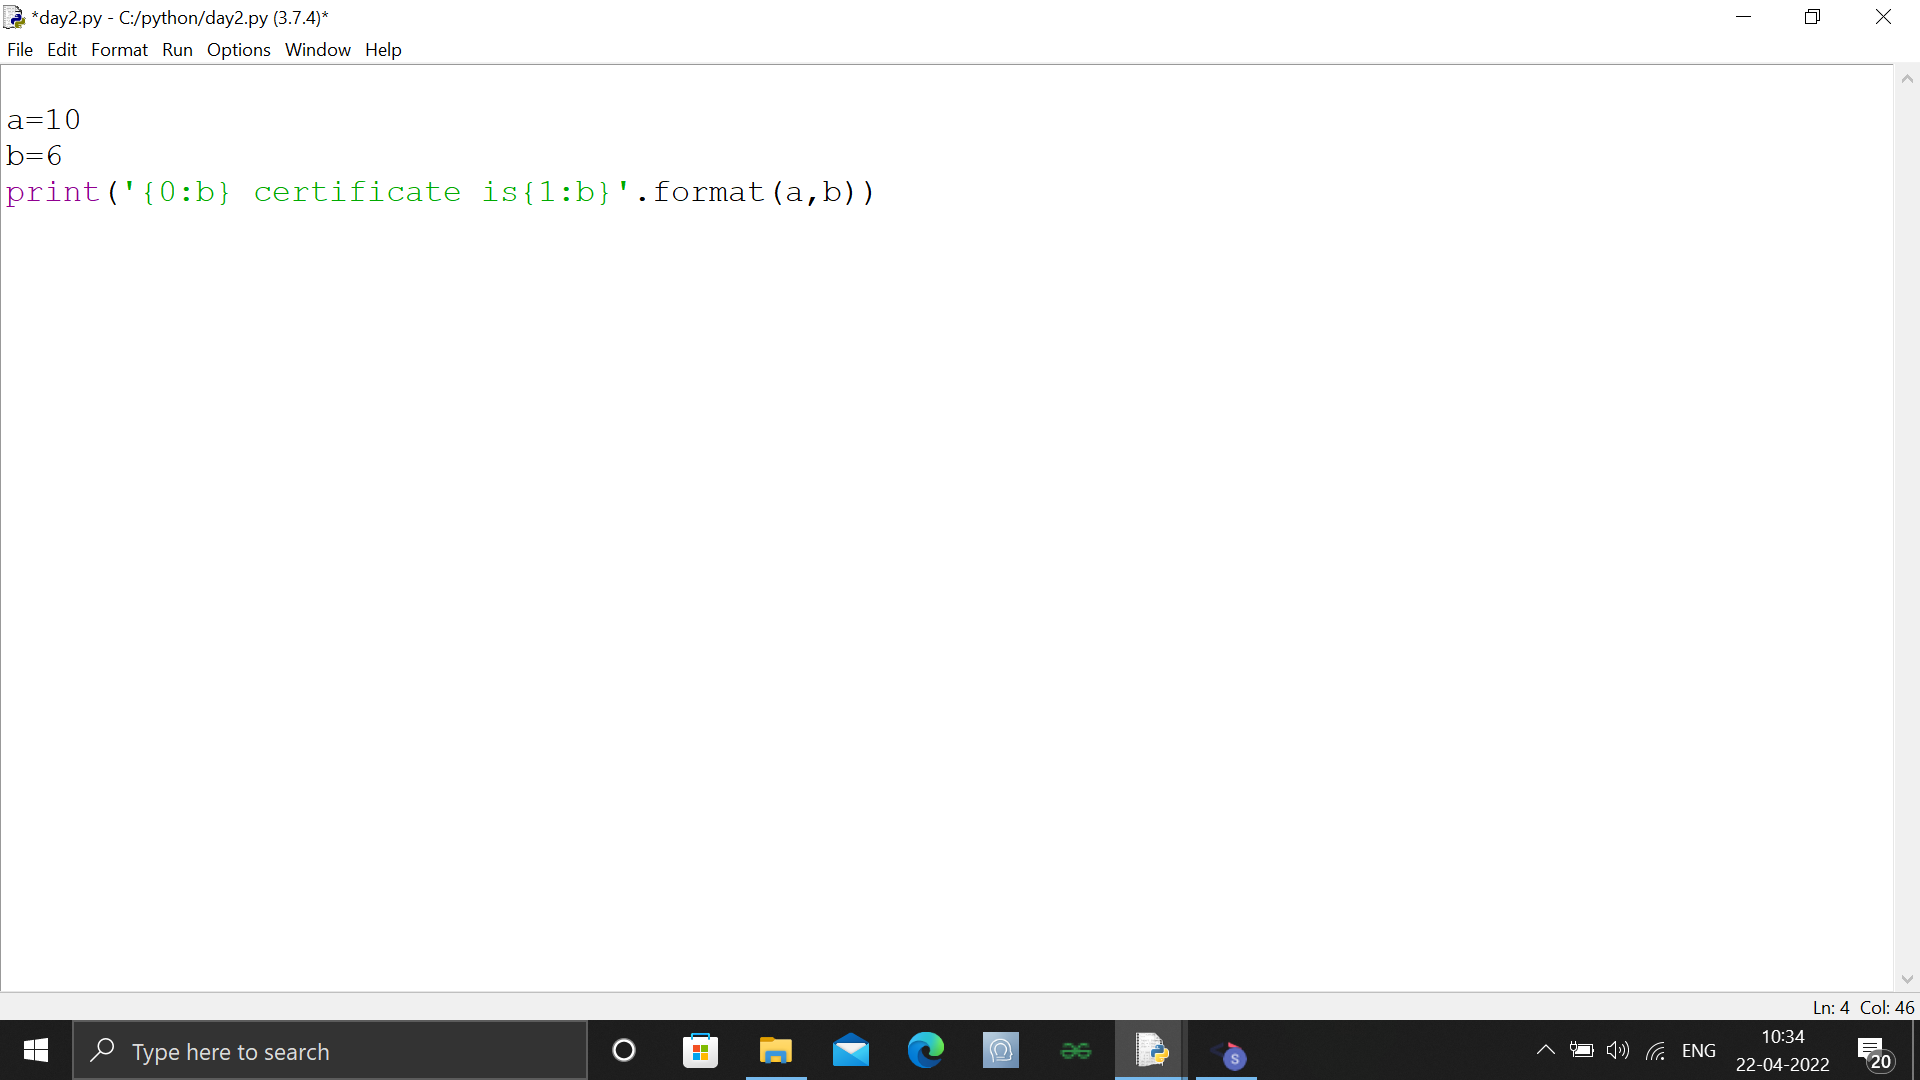 *day2.py - C:/python/day2.py (3.7.4)*
File Edit Format Run Options Window Help
a=10
b=6
print('{0:b} certificate is{1:b}'.format(a,b))
Ln: 4 Col: 46
Type here to search
S
ENG
10:34
22-04-2022
20